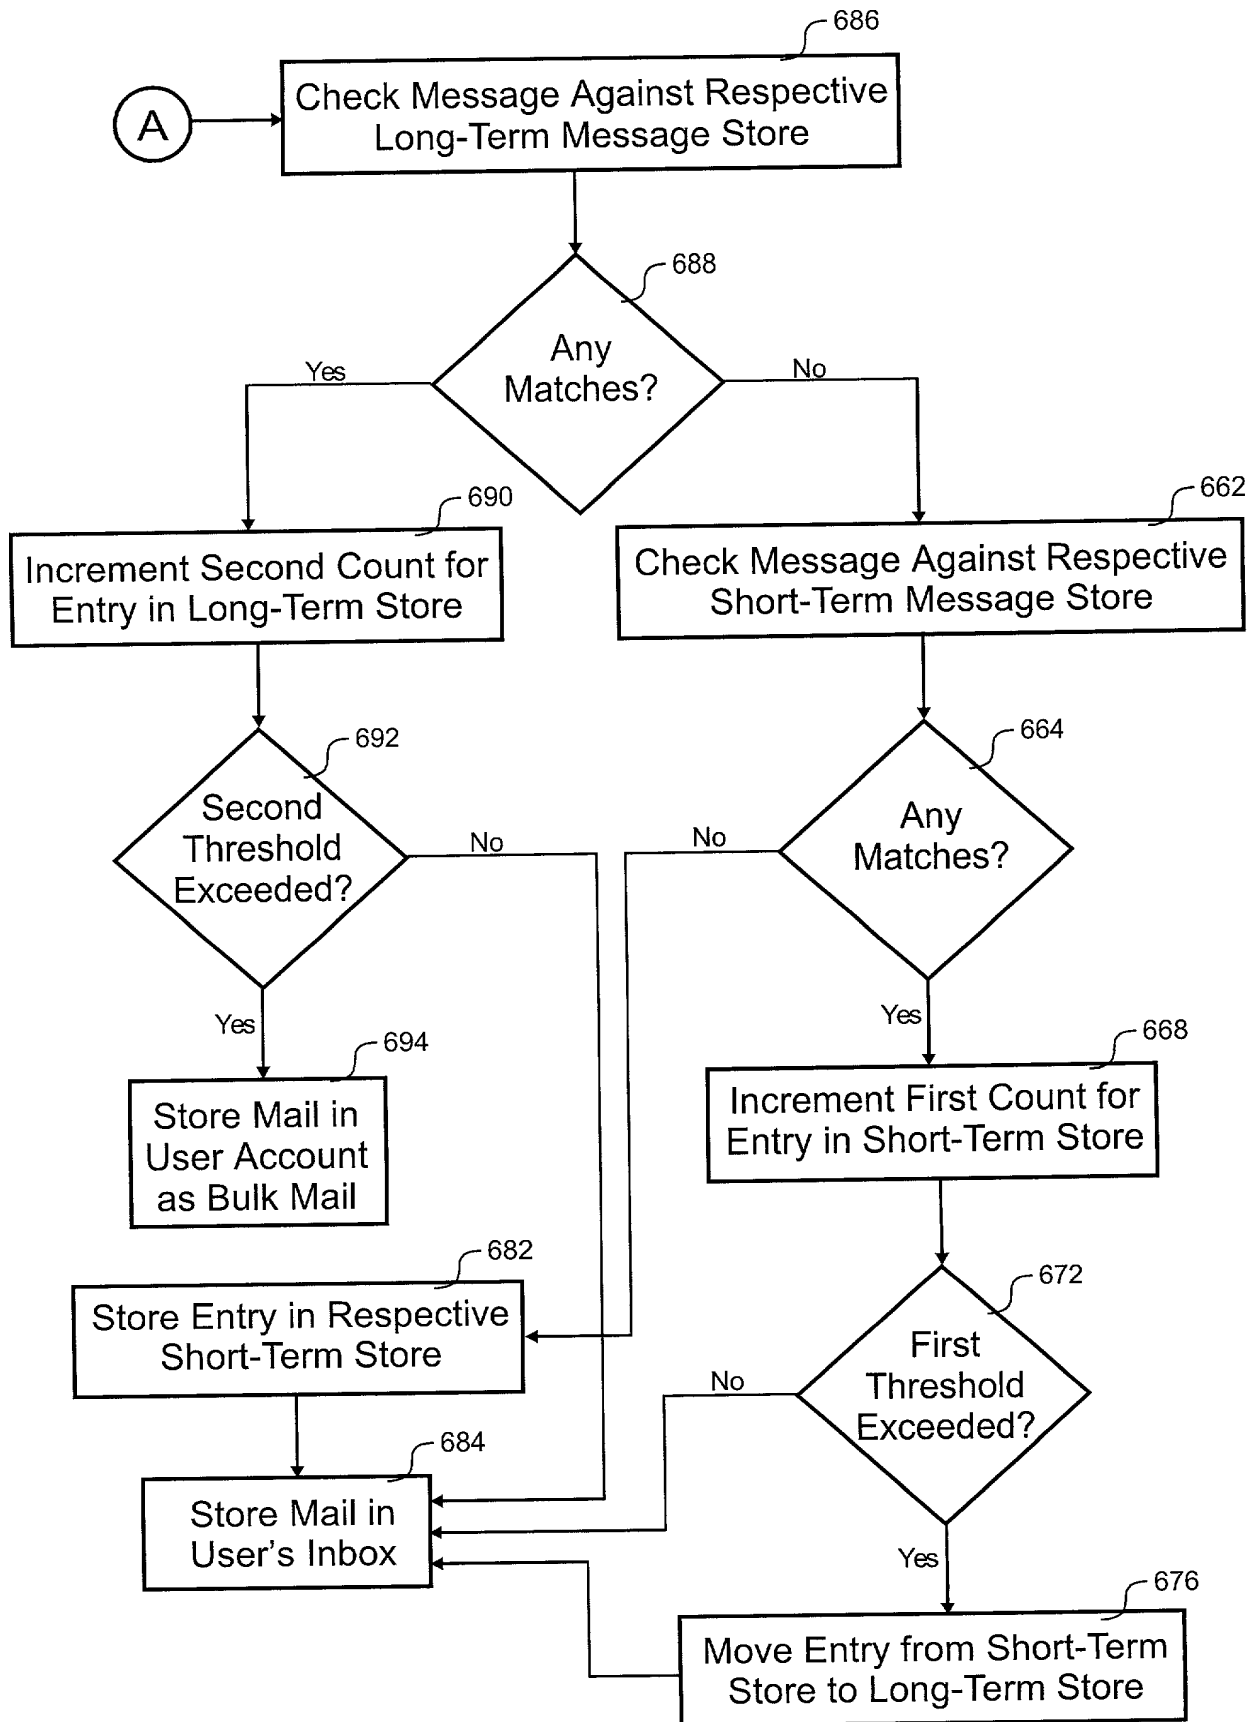 686
A
Check Message Against Respective
Long-Term Message Store
688
Any
Matches?
Yes
No
690
Increment Second Count for
Entry in Long-Term Store
662
Check Message Against Respective
Short-Term Message Store
692
Second
Threshold
Exceeded?
No
Yes
664
Any
Matches?
No
Yes
694
Store Mail in
User Account
as Bulk Mail
668
Increment First Count for
Entry in Short-Term Store
682
Store Entry in Respective
Short-Term Store
672
First
Threshold
Exceeded?
No
Yes
684
Store Mail in
User's Inbox
676
Move Entry from Short-Term
Store to Long-Term Store